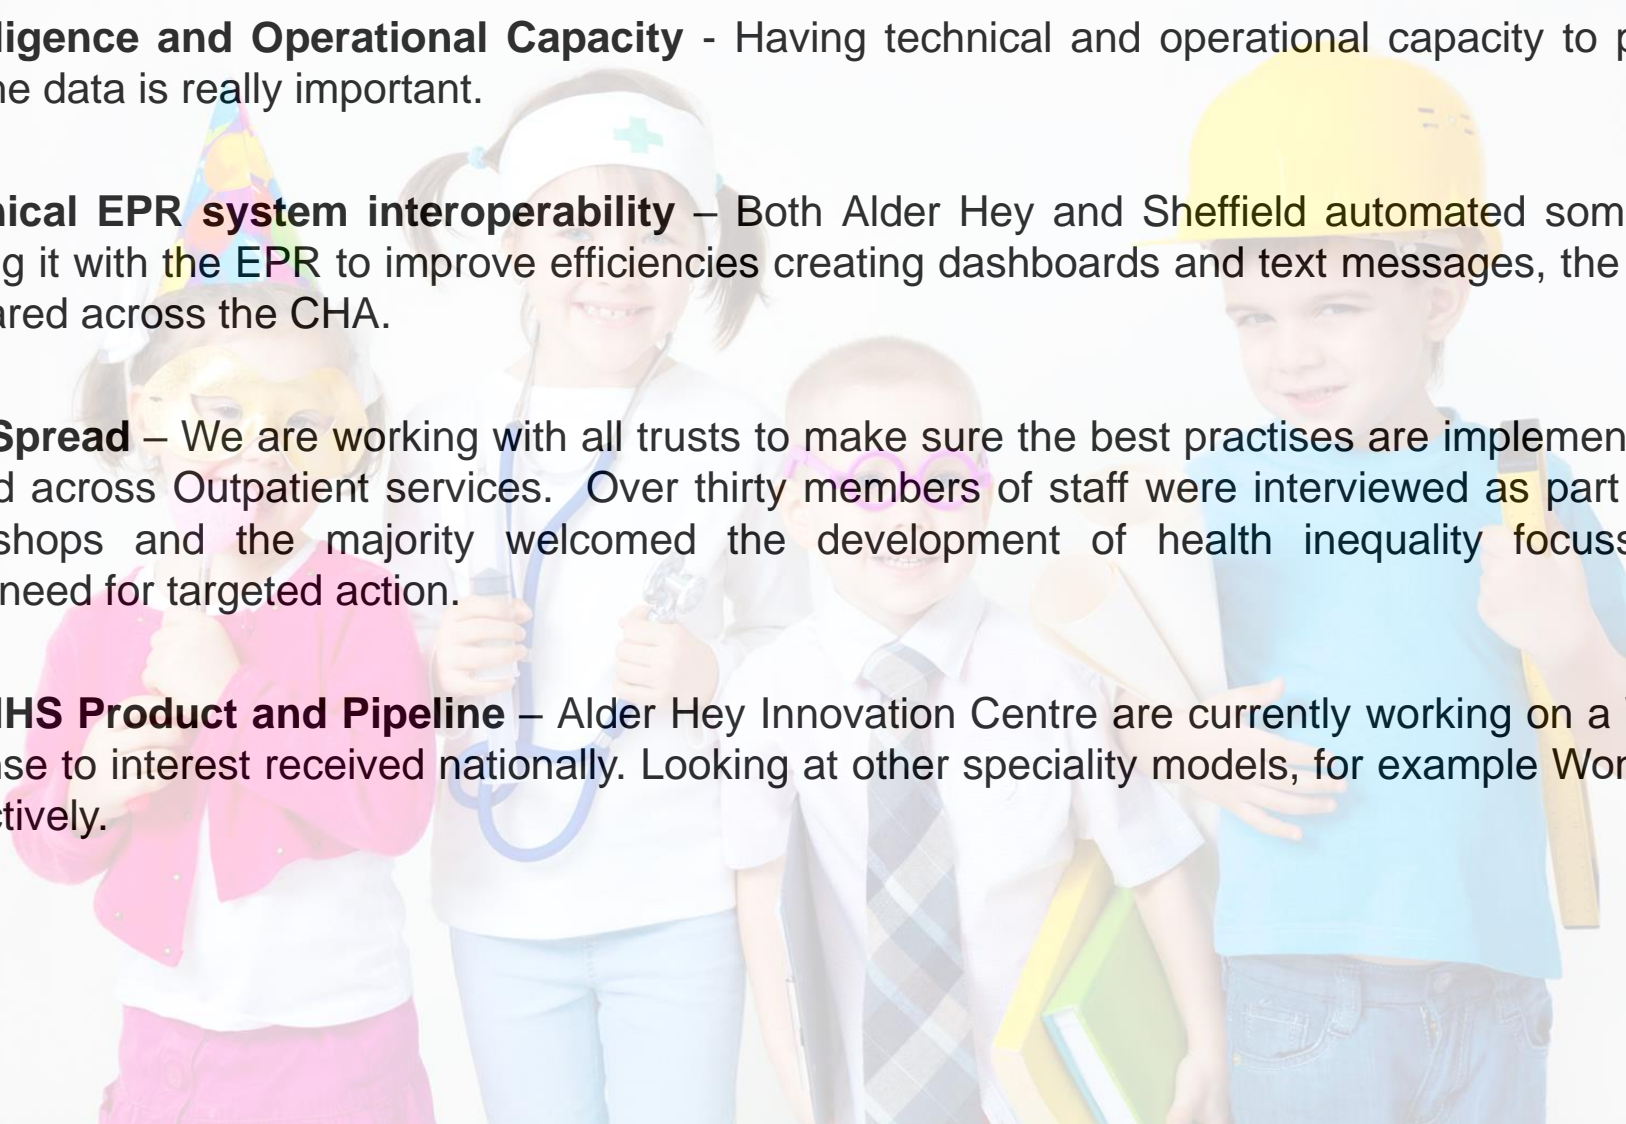 ligence and Operational Capacity - Having technical and operational capacity to p
ne data is really important.
nical EPR system interoperability – Both Alder Hey and Sheffield automated som
g it with the EPR to improve efficiencies creating dashboards and text messages, the
ared across the CHA.
Spread – We are working with all trusts to make sure the best practises are implemen
d across Outpatient services. Over thirty members of staff were interviewed as part
shops and the majority welcomed the development of health inequality focuss
need for targeted action.
HS Product and Pipeline – Alder Hey Innovation Centre are currently working on a
se to interest received nationally. Looking at other speciality models, for example Wor
ctively.